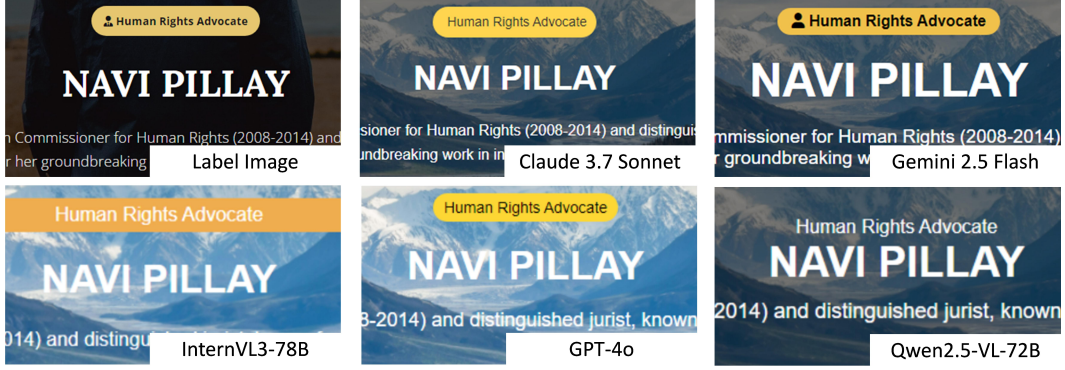 Human Rights Advocate
NAVI PILLAY
n Commissioner for Human Rights (2008-2014) and
r her groundbreaking
Label Image
Human Rights Advocate
NAVI PILLAY
sioner for Human Rights (2008-2014) and distinguis
undbreaking work in in
Claude 3.7 Sonnet
Human Rights Advocate
NAVI PILLAY
mmissioner for Human Rights (2008-2014)
r groundbreaking w
Gemini 2.5 Flash
Human Rights Advocate
NAVI PILLAY
014) and distingu
InternVL3-78B
Human Rights Advocate
NAVI PILLAY
8-2014) and distinguished jurist, known
GPT-4o
Human Rights Advocate
NAVI PILLAY
2014) and distinguished jurist, known
Qwen2.5-VL-72B